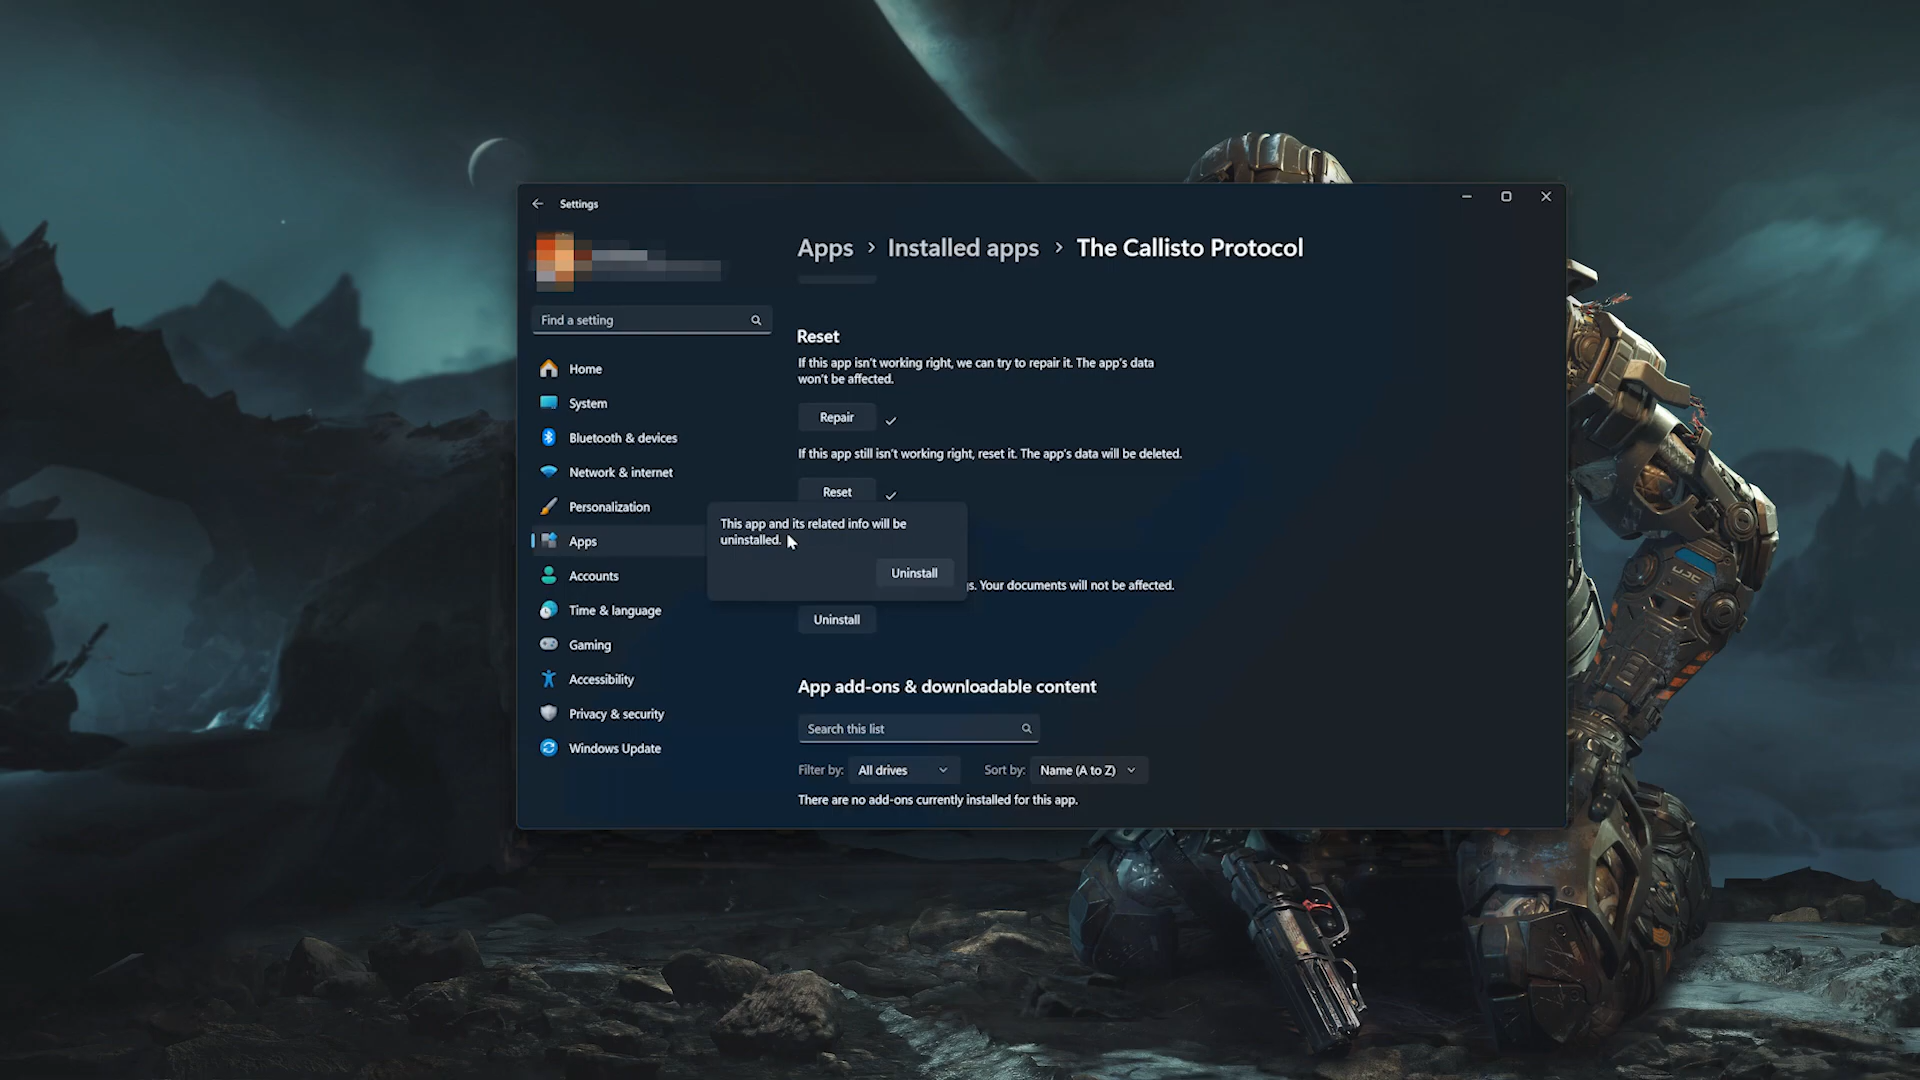 Settings
Apps > Installed apps > The Callisto Protocol
Find a setting
Home
System
Bluetooth & devices
Network & internet
Personalization
Apps
Accounts
Time & language
Gaming
Accessibility
Privacy & security
Windows Update
Reset
If this app isn't working right, we can try to repair it. The app's data
won't be affected.
Repair
If this app still isn't working right, reset it. The app's data will be deleted.
Reset
This app and its related info will be
uninstalled.
Uninstall
s. Your documents will not be affected.
Uninstall
App add-ons & downloadable content
Search this list
Filter by: All drives Sort by: Name (A to Z)
There are no add-ons currently installed for this app.
UJC